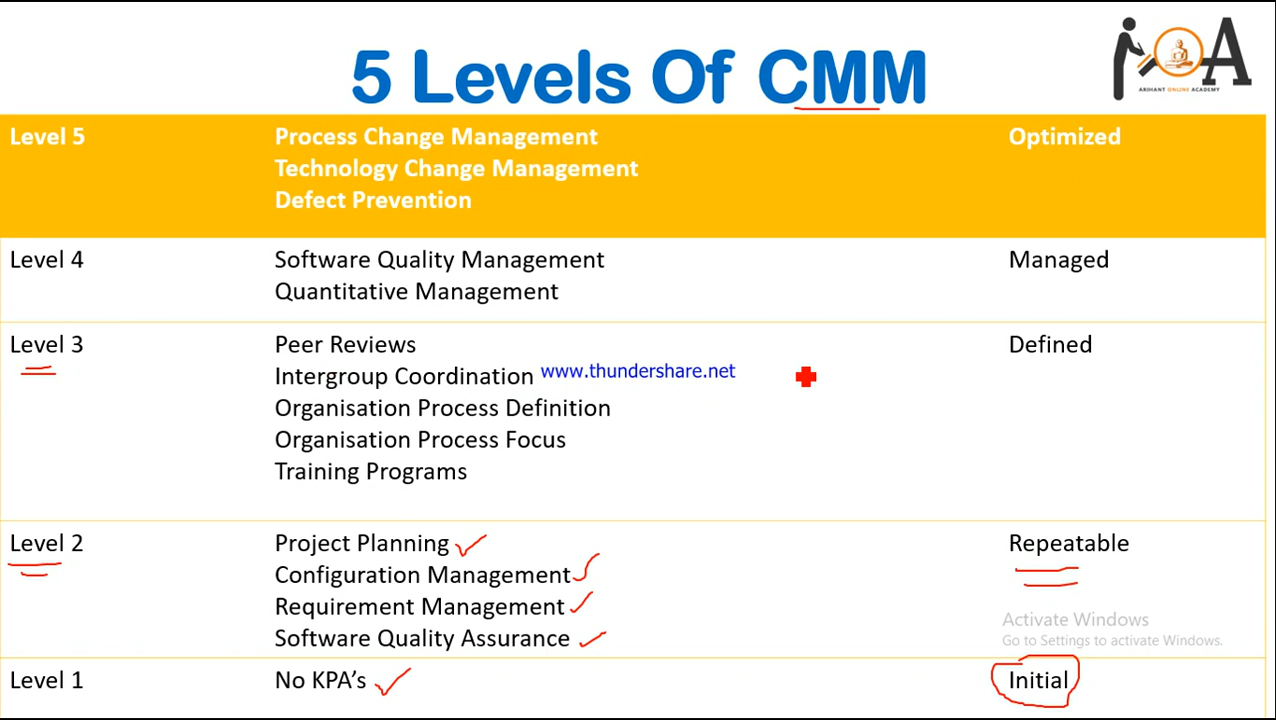 5 Levels Of CMM
A
ARIHANT ONLINE ACADEMY
Level 5
Process Change Management
Optimized
Technology Change Management
Defect Prevention
Level 4
Software Quality Management
Managed
Quantitative Management
Level 3
Peer Reviews
Defined
Intergroup Coordination
www.thundershare.net
Organisation Process Definition
Organisation Process Focus
Training Programs
Level 2
Project Planning
Repeatable
Configuration Management
Requirement Management
Software Quality Assurance
Activate Windows
Go to Settings to activate Windows.
Level 1
No KPA’s
Initial